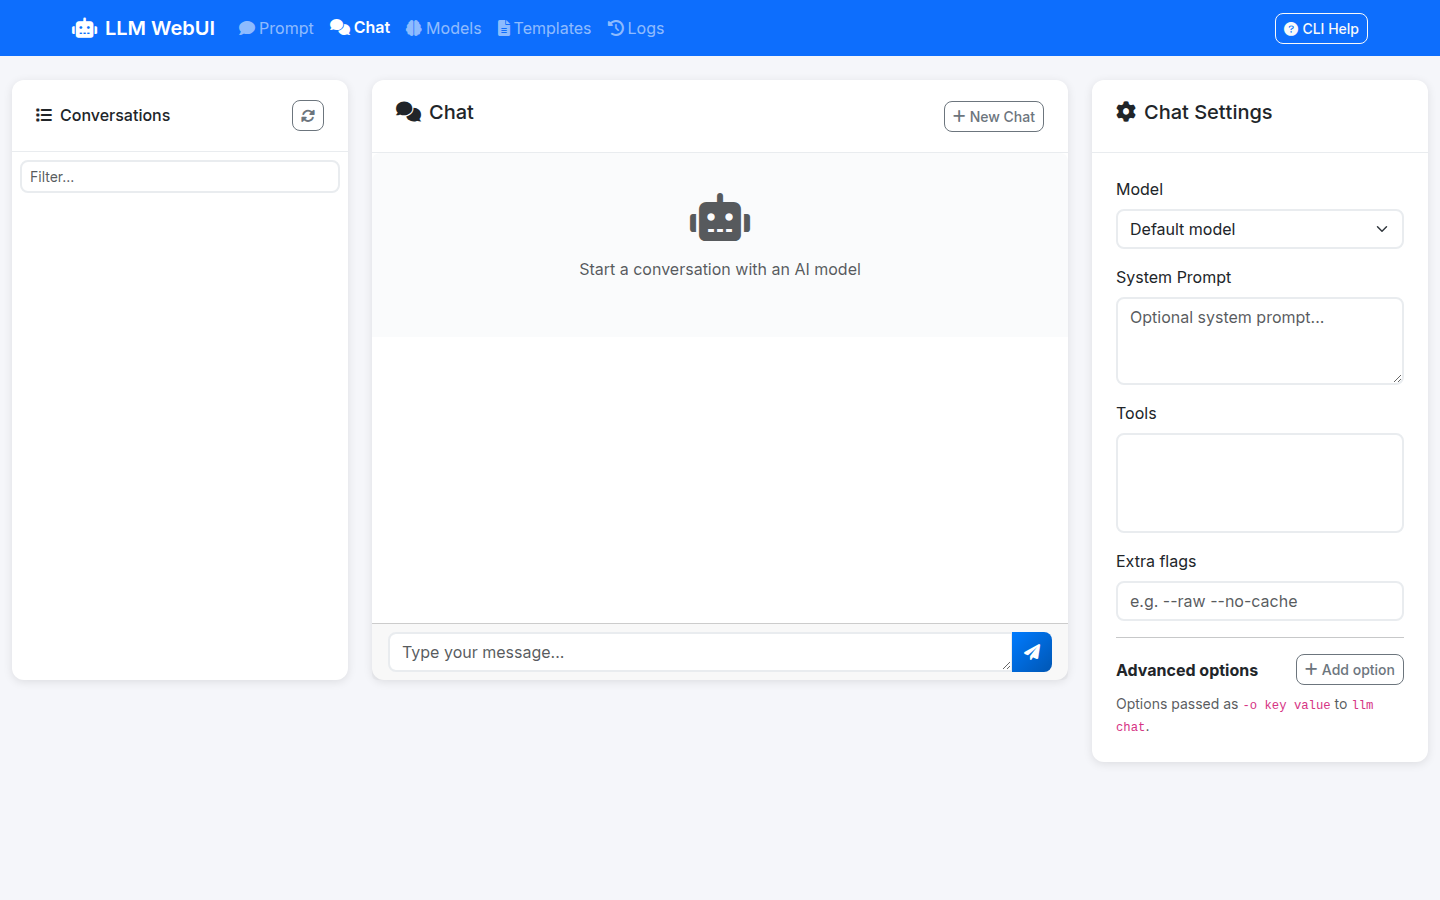 LLM WebUI Prompt Chat Models Templates Logs CLI Help
Conversations
Filter...
Chat
New Chat
Start a conversation with an AI model
Type your message...
Chat Settings
Model
Default model
System Prompt
Optional system prompt...
Tools
Extra flags
e.g. --raw --no-cache
Advanced options
Add option
Options passed as -o key value to llm
chat.